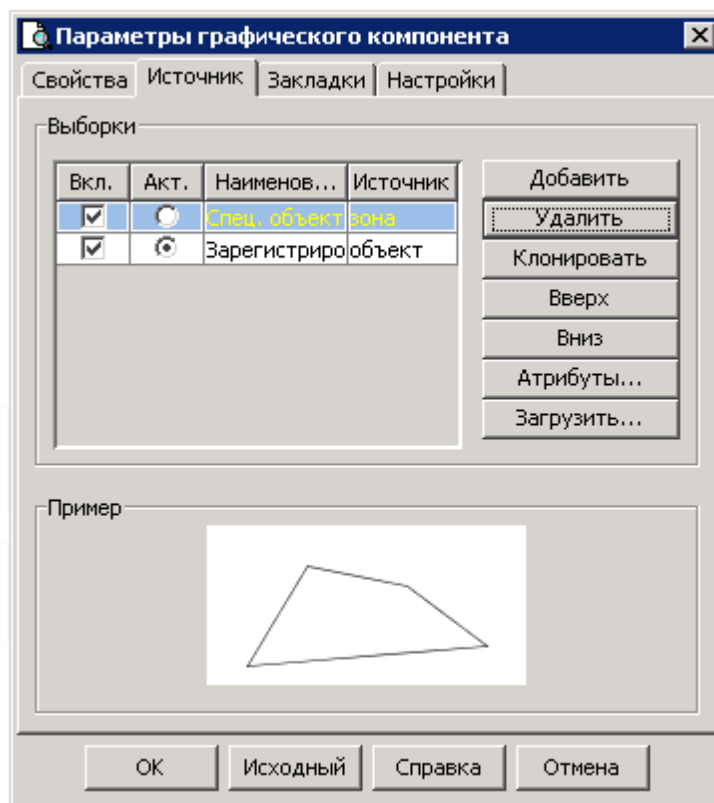 Параметры графического компонента
Свойства Источник Закладки Настройки
Выборки
Вкл. Акт. Наименов... Источник
Спец. объект зона
Зарегистриро объект
Добавить
Удалить
Клонировать
Вверх
Вниз
Атрибуты...
Загрузить...
Пример
OK Исходный Справка Отмена